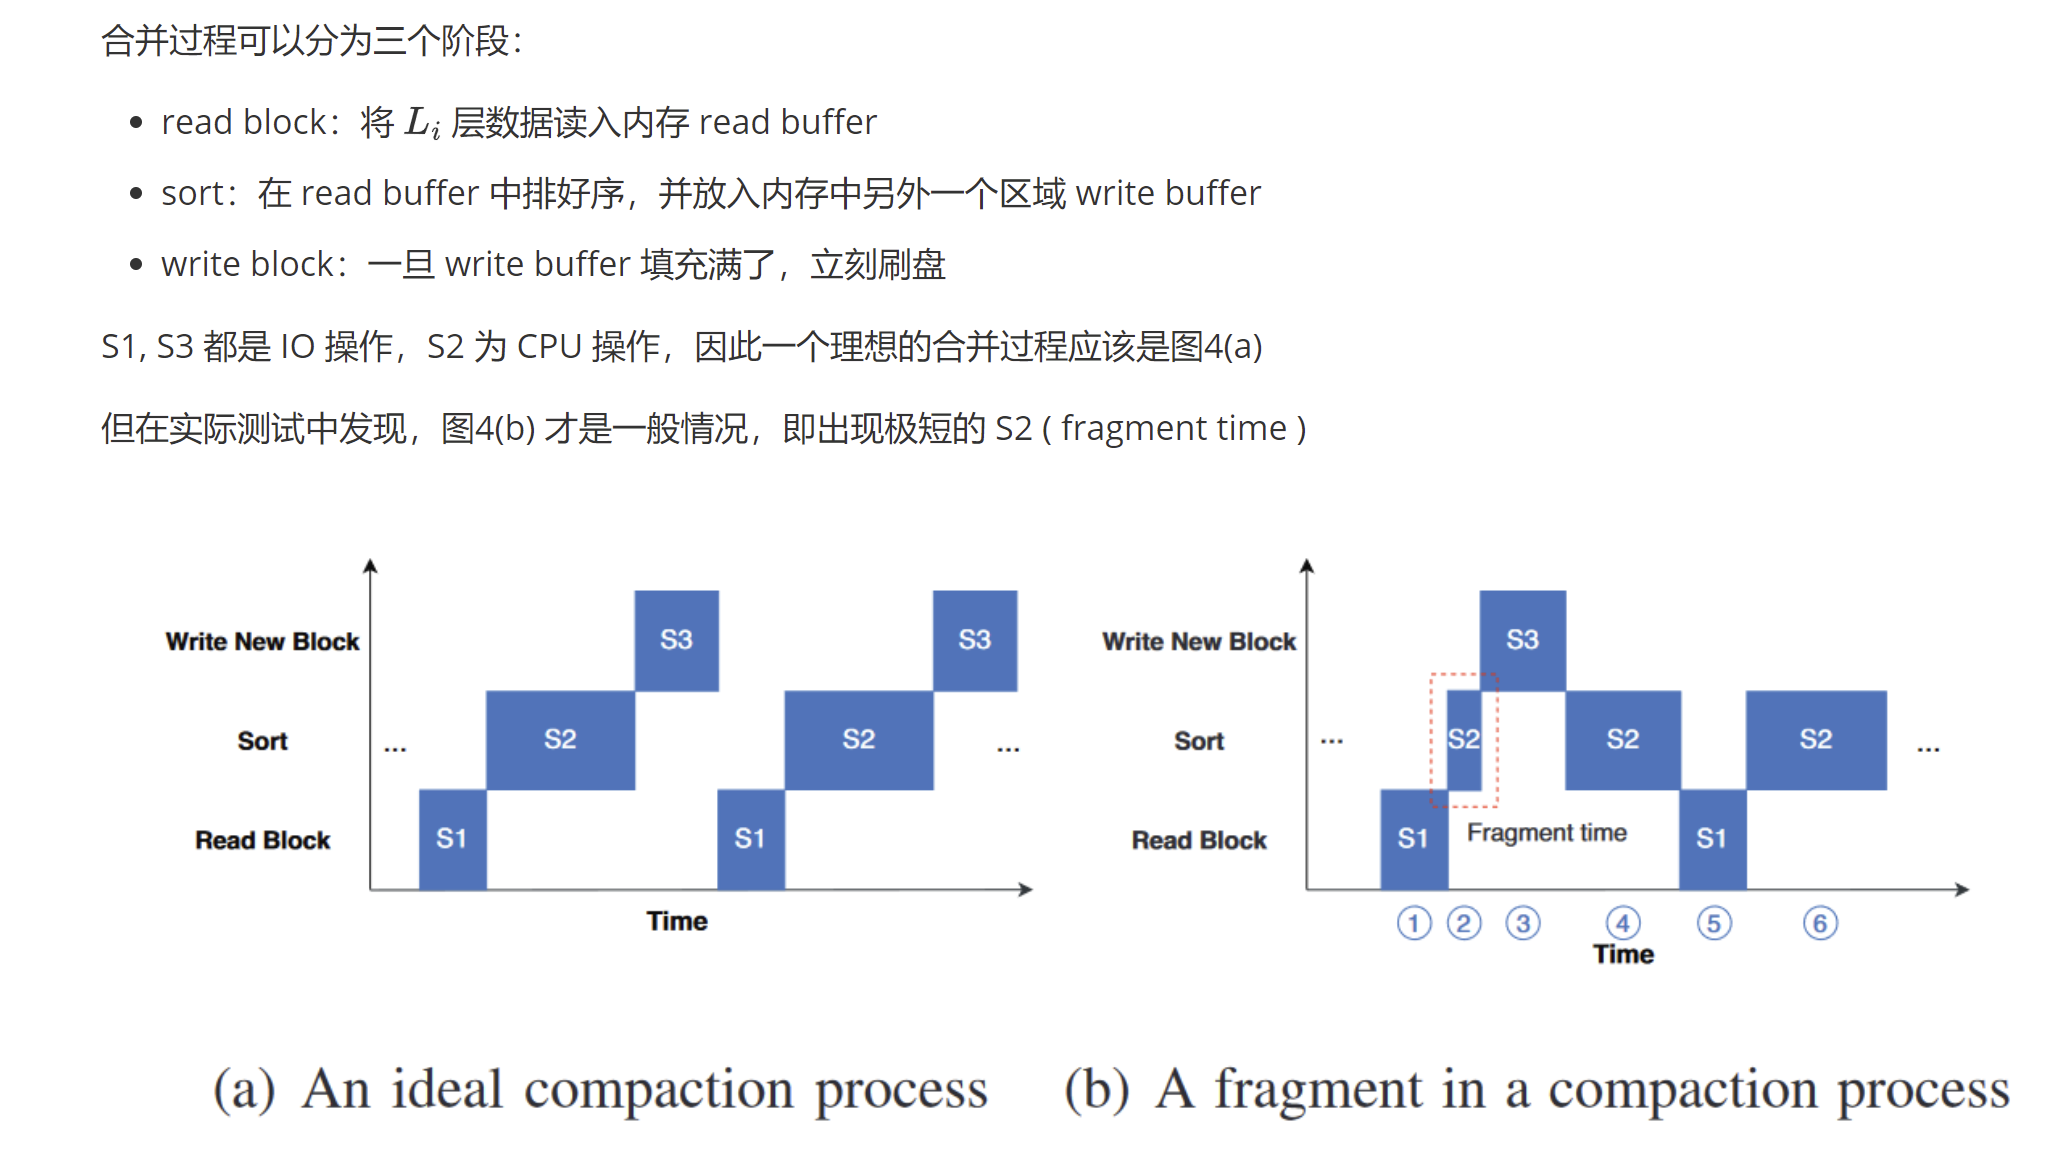 合并过程可以分为三个阶段：
• read block：将 Li 层数据读入内存 read buffer
• sort：在 read buffer 中排好序，并放入内存中另外一个区域 write buffer
• write block：一旦 write buffer 填充满了，立刻刷盘
S1, S3 都是 IO 操作，S2 为 CPU 操作，因此一个理想的合并过程应该是图4(a)
但在实际测试中发现，图4(b) 才是一般情况，即出现极短的 S2 ( fragment time )
Write New Block
S3
S3
Sort
...
S2
S2
...
Read Block
S1
S1
Time
Write New Block
S3
Sort
...
S2
S2
S2
...
Read Block
S1
Fragment time
S1
① ② ③ ④ ⑤ ⑥
Time
(a) An ideal compaction process
(b) A fragment in a compaction process